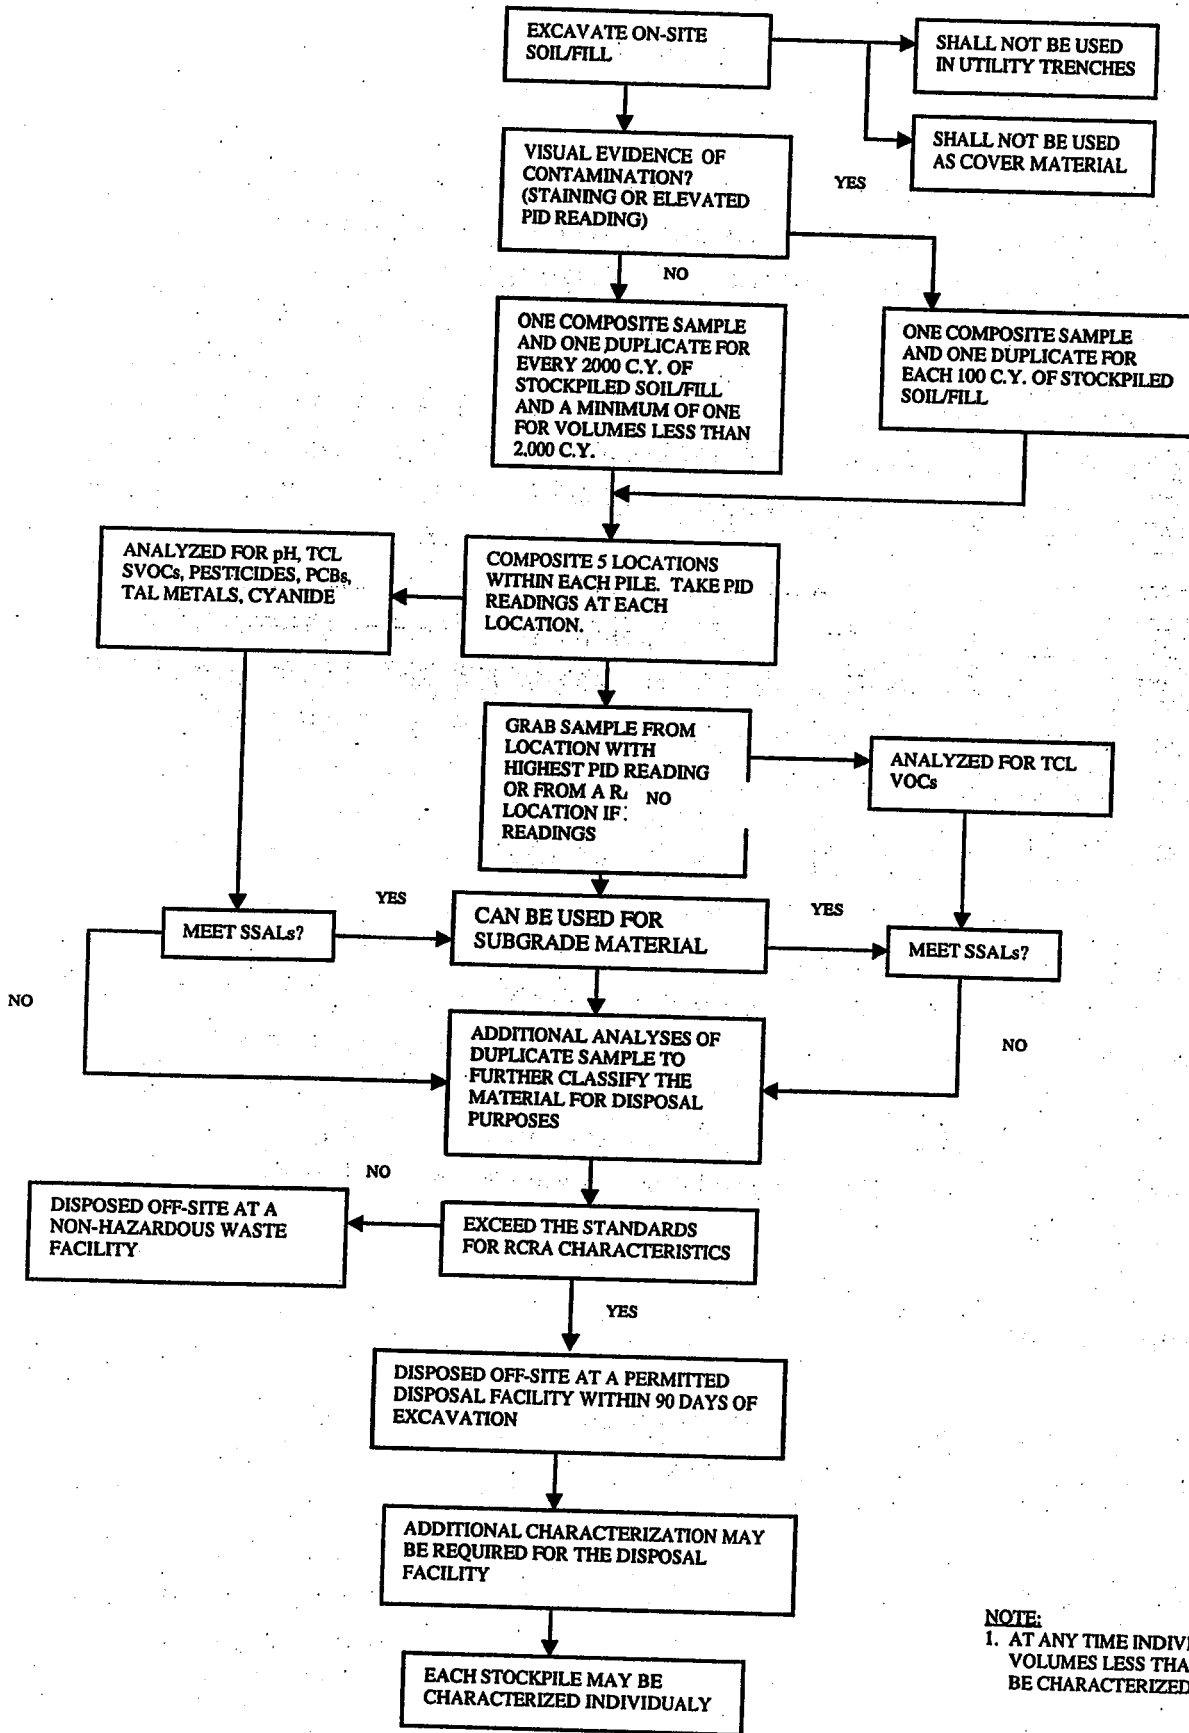 EXCAVATE ON-SITE
SOIL/FILL
SHALL NOT BE USED
IN UTILITY TRENCHES
SHALL NOT BE USED
AS COVER MATERIAL
VISUAL EVIDENCE OF
CONTAMINATION?
(STAINING OR ELEVATED
PID READING)
YES
NO
ONE COMPOSITE SAMPLE
AND ONE DUPLICATE FOR
EVERY 2000 C.Y. OF
STOCKPILED SOIL/FILL
AND A MINIMUM OF ONE
FOR VOLUMES LESS THAN
2,000 C.Y.
ONE COMPOSITE SAMPLE
AND ONE DUPLICATE FOR
EACH 100 C.Y. OF STOCKPILED
SOIL/FILL
ANALYZED FOR pH, TCL
SVOCs, PESTICIDES, PCBs,
TAL METALS, CYANIDE
COMPOSITE 5 LOCATIONS
WITHIN EACH PILE. TAKE PID
READINGS AT EACH
LOCATION.
GRAB SAMPLE FROM
LOCATION WITH
HIGHEST PID READING
OR FROM A
NO
LOCATION IF
READINGS
ANALYZED FOR TCL
VOCs
MEET SSALs?
YES
CAN BE USED FOR
SUBGRADE MATERIAL
YES
MEET SSALs?
NO
ADDITIONAL ANALYSES OF
DUPLICATE SAMPLE TO
FURTHER CLASSIFY THE
MATERIAL FOR DISPOSAL
PURPOSES
NO
NO
DISPOSED OFF-SITE AT A
NON-HAZARDOUS WASTE
FACILITY
EXCEED THE STANDARDS
FOR RCRA CHARACTERISTICS
YES
DISPOSED OFF-SITE AT A PERMITTED
DISPOSAL FACILITY WITHIN 90 DAYS OF
EXCAVATION
ADDITIONAL CHARACTERIZATION MAY
BE REQUIRED FOR THE DISPOSAL
FACILITY
EACH STOCKPILE MAY BE
CHARACTERIZED INDIVIDUALY
NOTE:
1. AT ANY TIME
VOLUMES LESS
BE CHARACTERIZED